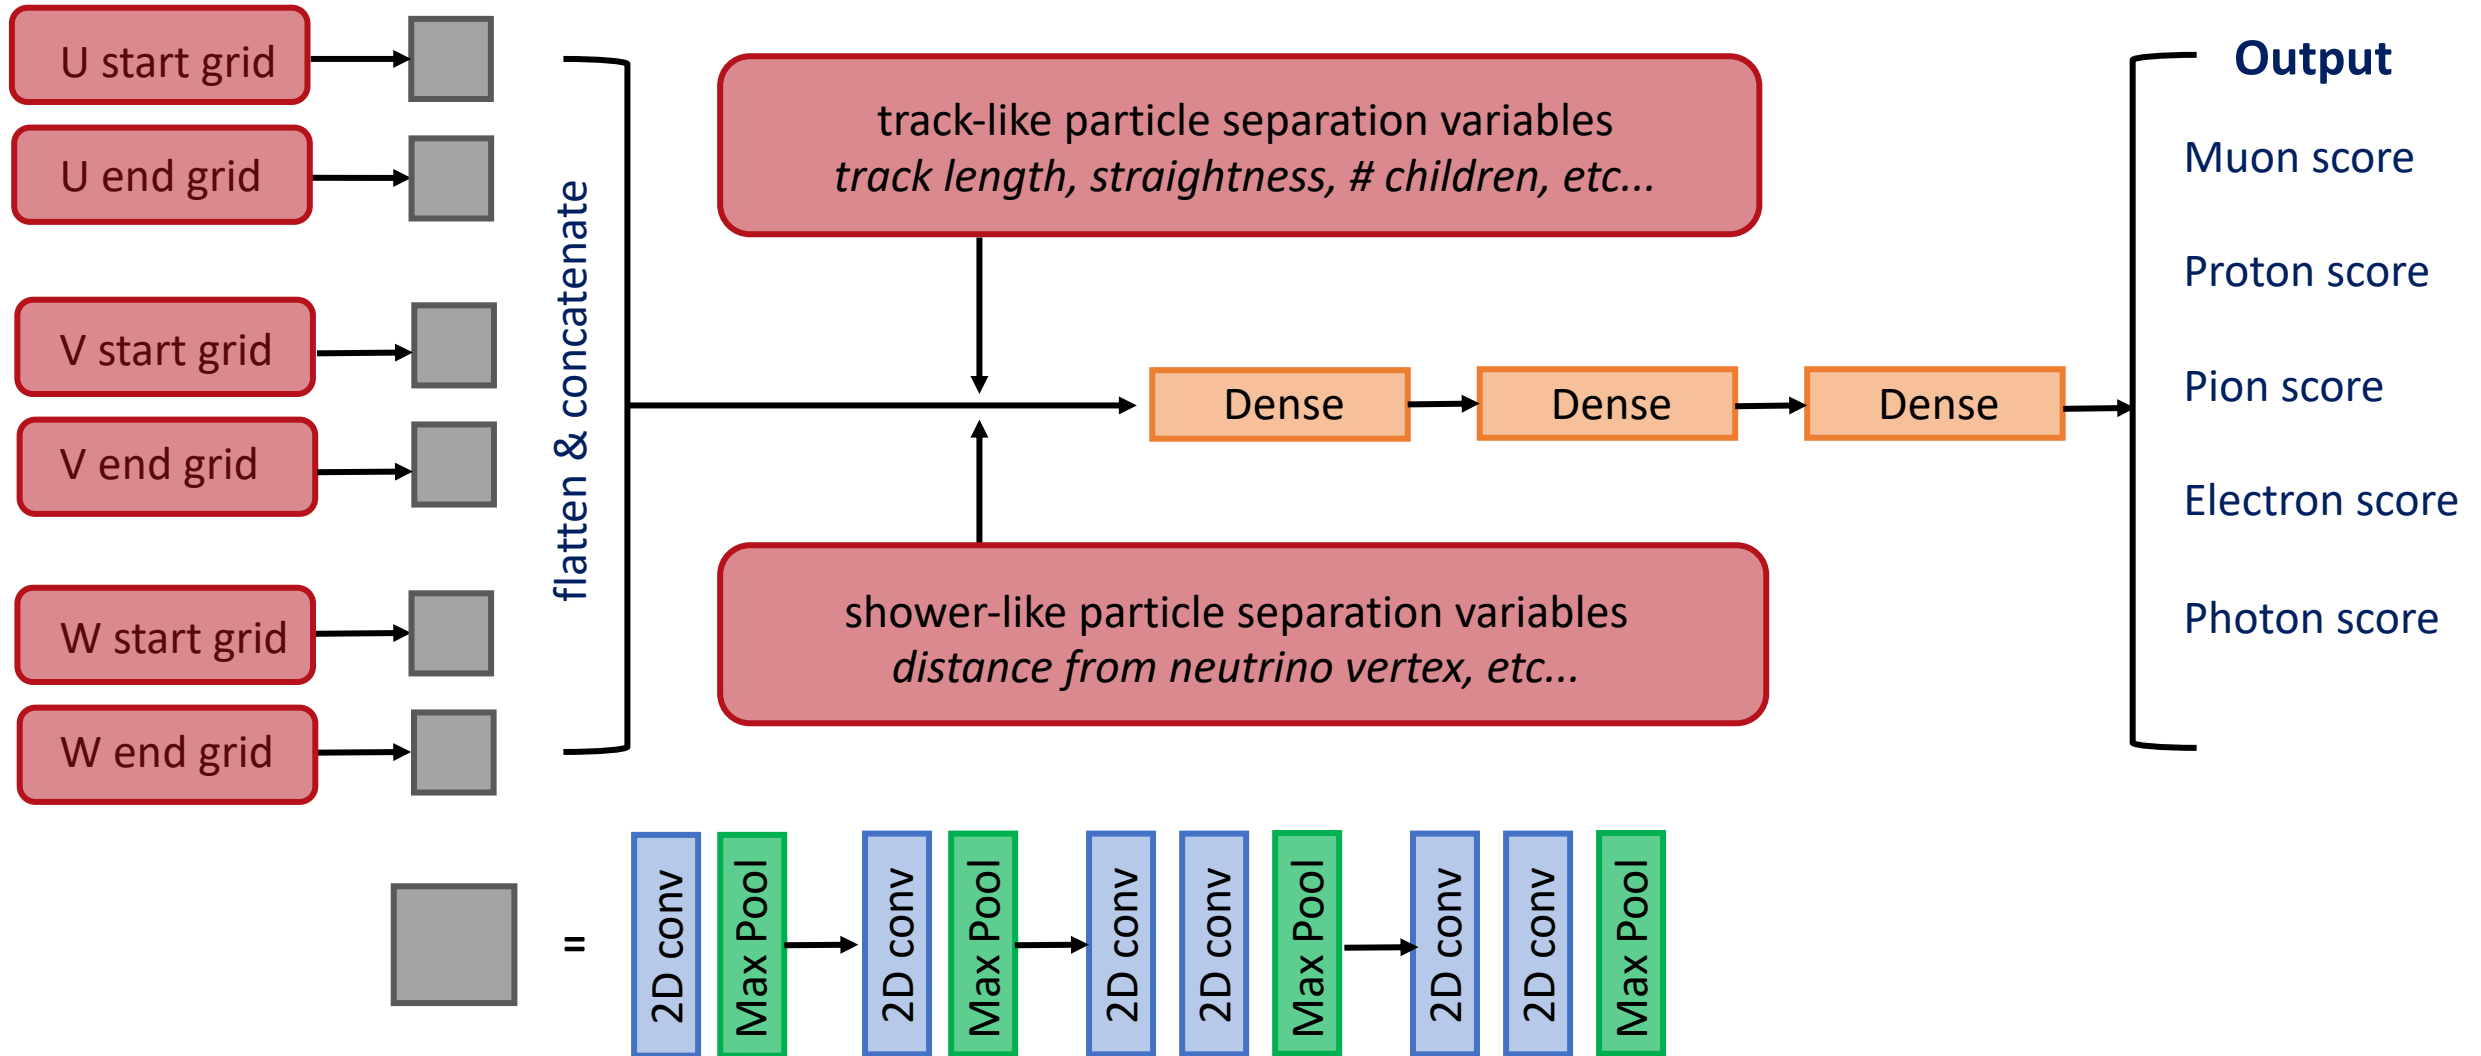 U start grid
U end grid
V start grid
V end grid
W start grid
W end grid
flatten & concatenate
track-like particle separation variables
track length, straightness, # children, etc...
shower-like particle separation variables
distance from neutrino vertex, etc...
Dense
Dense
Dense
Output
Muon score
Proton score
Pion score
Electron score
Photon score
=
2D conv
Max Pool
2D conv
Max Pool
2D conv
2D conv
Max Pool
2D conv
2D conv
Max Pool